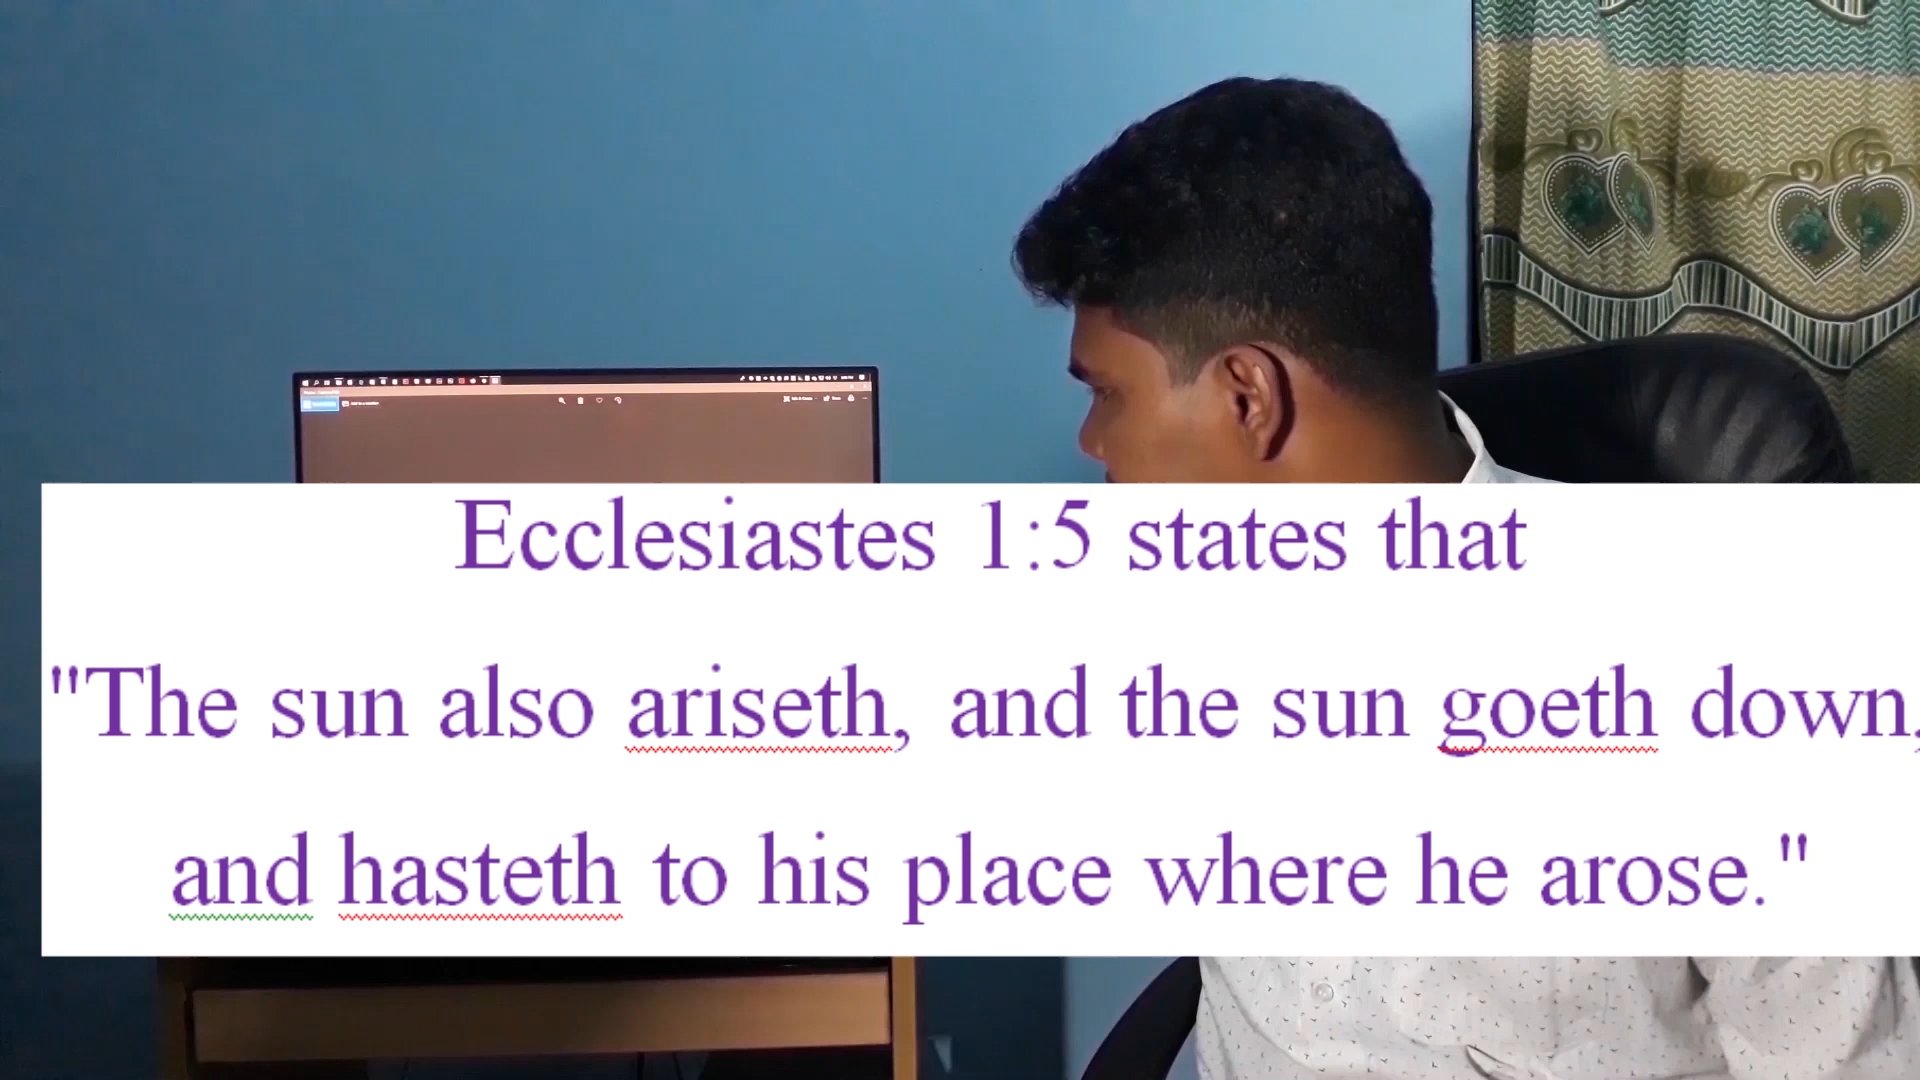 Ecclesiastes 1:5 states that
"The sun also ariseth, and the sun goeth down,
and hasteth to his place where he arose."